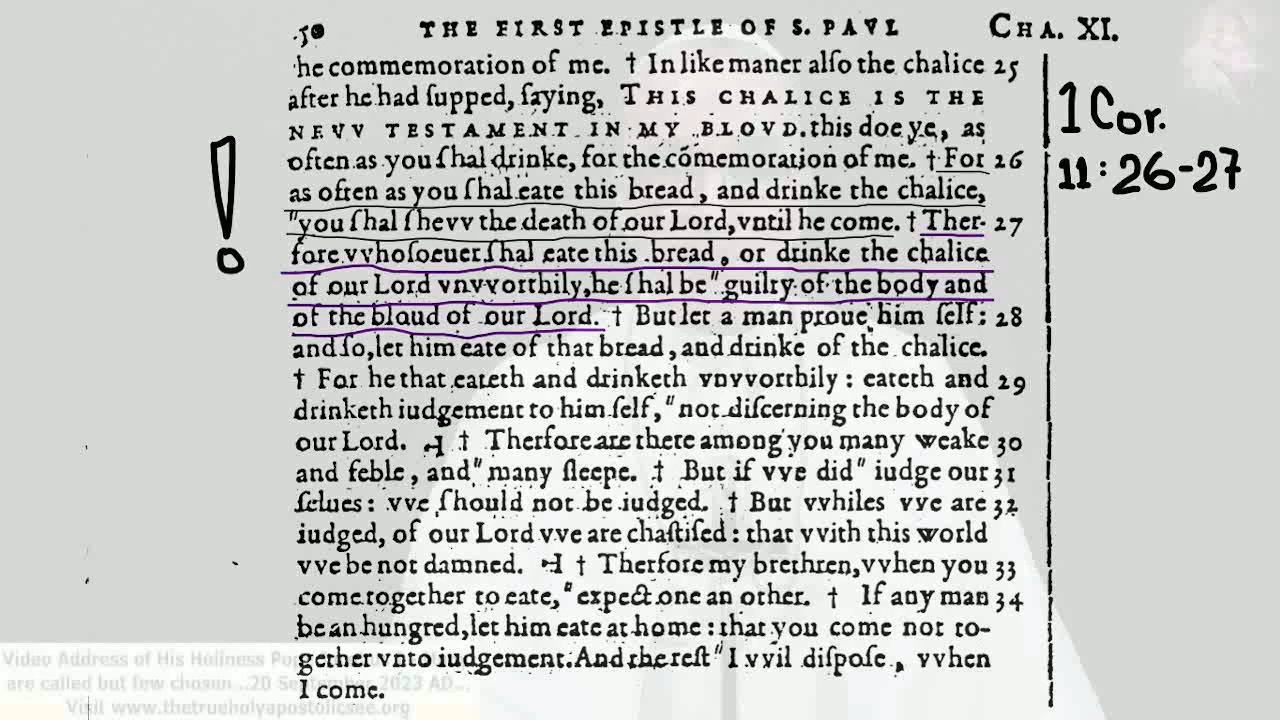 50 THE FIRST EPISTLE OF S. PAVL CHA. XI.
he commemoration of me. † In like maner alſo the chalice 25
after he had ſupped, ſaying, THIS CHALICE IS THE
NEVV TESTAMENT IN MY BLOVD. this doe ye, as
often as you ſhal drinke, for the cómemoration of me. † For 26
as often as you ſhal eate this bread, and drinke the chalice,
"you ſhal ſhevv the death of our Lord, vntil he come. † Ther- 27
fore vvhoſoeuer ſhal eate this bread, or drinke the chalice
of our Lord vnvvorthily, he ſhal be "guilty of the body and
of the bloud of our Lord. † But let a man proue him ſelf: 28
and ſo, let him eate of that bread, and drinke of the chalice.
† For he that eateth and drinketh vnvvorthily: eateth and 29
drinketh iudgement to him ſelf, "not diſcerning the body of
our Lord. ⊣ † Therfore are there among you many weake 30
and feble, and "many ſleepe. † But if vve did "iudge our 31
ſelues: vve ſhould not be iudged. † But vvhiles vve are 32
iudged, of our Lord vve are chaſtiſed: that vvith this world
vve be not damned. ⊣ † Therfore my brethren, vvhen you 33
come together to eate, "expect one an other. † If any man 34
be an hungred, let him eate at home: that you come not to-
gether vnto iudgement. And the reſt "I vvil diſpoſe, vvhen
I come.
!
1 Cor.
11:26-27
Video Address of His Holiness
are called but few chosen...20 September 2023 AD...
Visit www.thetrueholyapostolicsee.org